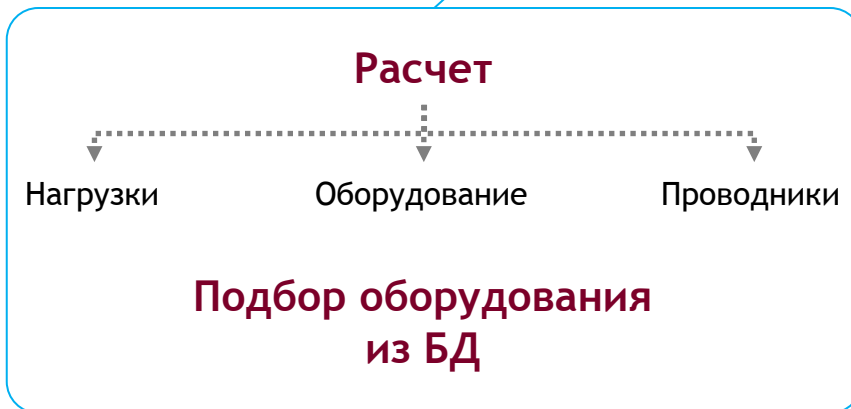 Расчет
Нагрузки Оборудование Проводники
Подбор оборудования
из БД